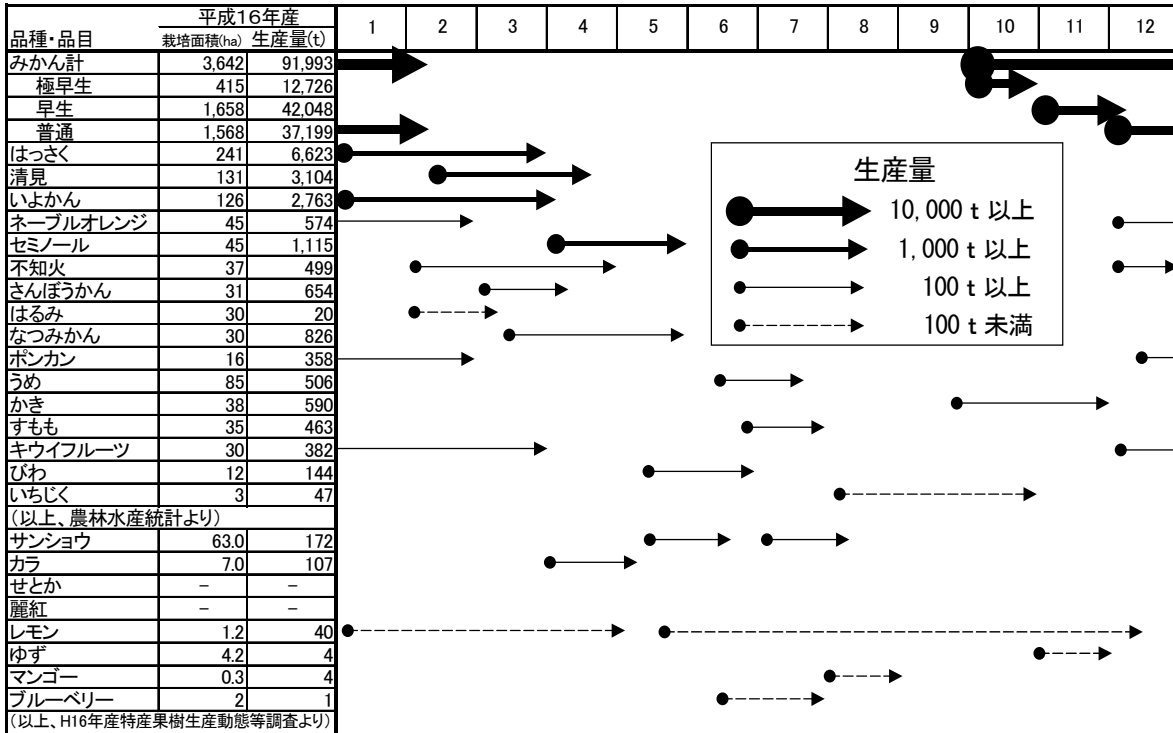 平成16年産
品種・品目 栽培面積(ha) 生産量(t) 1 2 3 4 5 6 7 8 9 10 11 12
みかん計 3,642 91,993
極早生 415 12,726
早生 1,658 42,048
普通 1,568 37,199
はっさく 241 6,623
清見 131 3,104
いよかん 126 2,763
ネーブルオレンジ 45 574
セミノール 45 1,115
不知火 37 499
さんぼうかん 31 654
はるみ 30 20
なつみかん 30 826
ポンカン 16 358
うめ 85 506
かき 38 590
すもも 35 463
キウイフルーツ 30 382
びわ 12 144
いちじく 3 47
(以上、農林水産統計より)
サンショウ 63.0 172
カラ 7.0 107
せとか － －
麗紅 － －
レモン 1.2 40
ゆず 4.2 4
マンゴー 0.3 4
ブルーベリー 2 1
(以上、H16年産特産果樹生産動態等調査より)
生産量
10,000 t 以上
1,000 t 以上
100 t 以上
100 t 未満